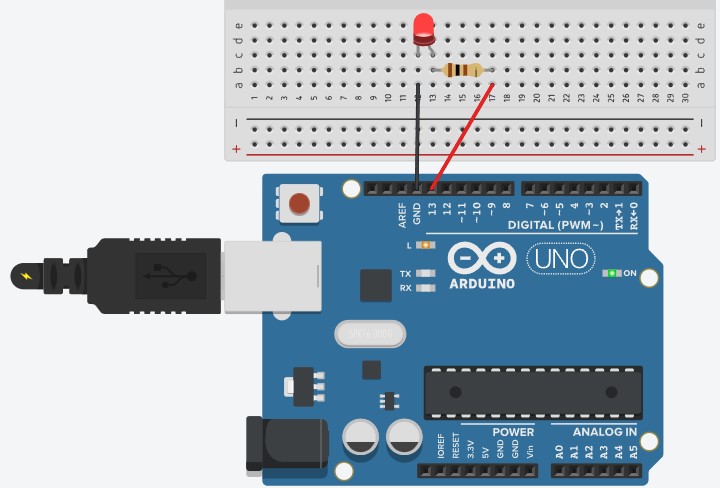 e e
d d
c c
b b
a a
1 2 3 4 5 6 7 8 9 10 11 12 13 14 15 16 17 18 19 20 21 22 23 24 25 26 27 28 29 30
− −
+ +
AREF GND 13 12 ~11 ~10 ~9 8 7 ~6 ~5 4 ~3 2 TX→1 RX←0
DIGITAL (PWM~)
L
TX
RX
ARDUINO
UNO
ON
POWER ANALOG IN
IOREF RESET 3.3V 5V GND GND Vin A0 A1 A2 A3 A4 A5